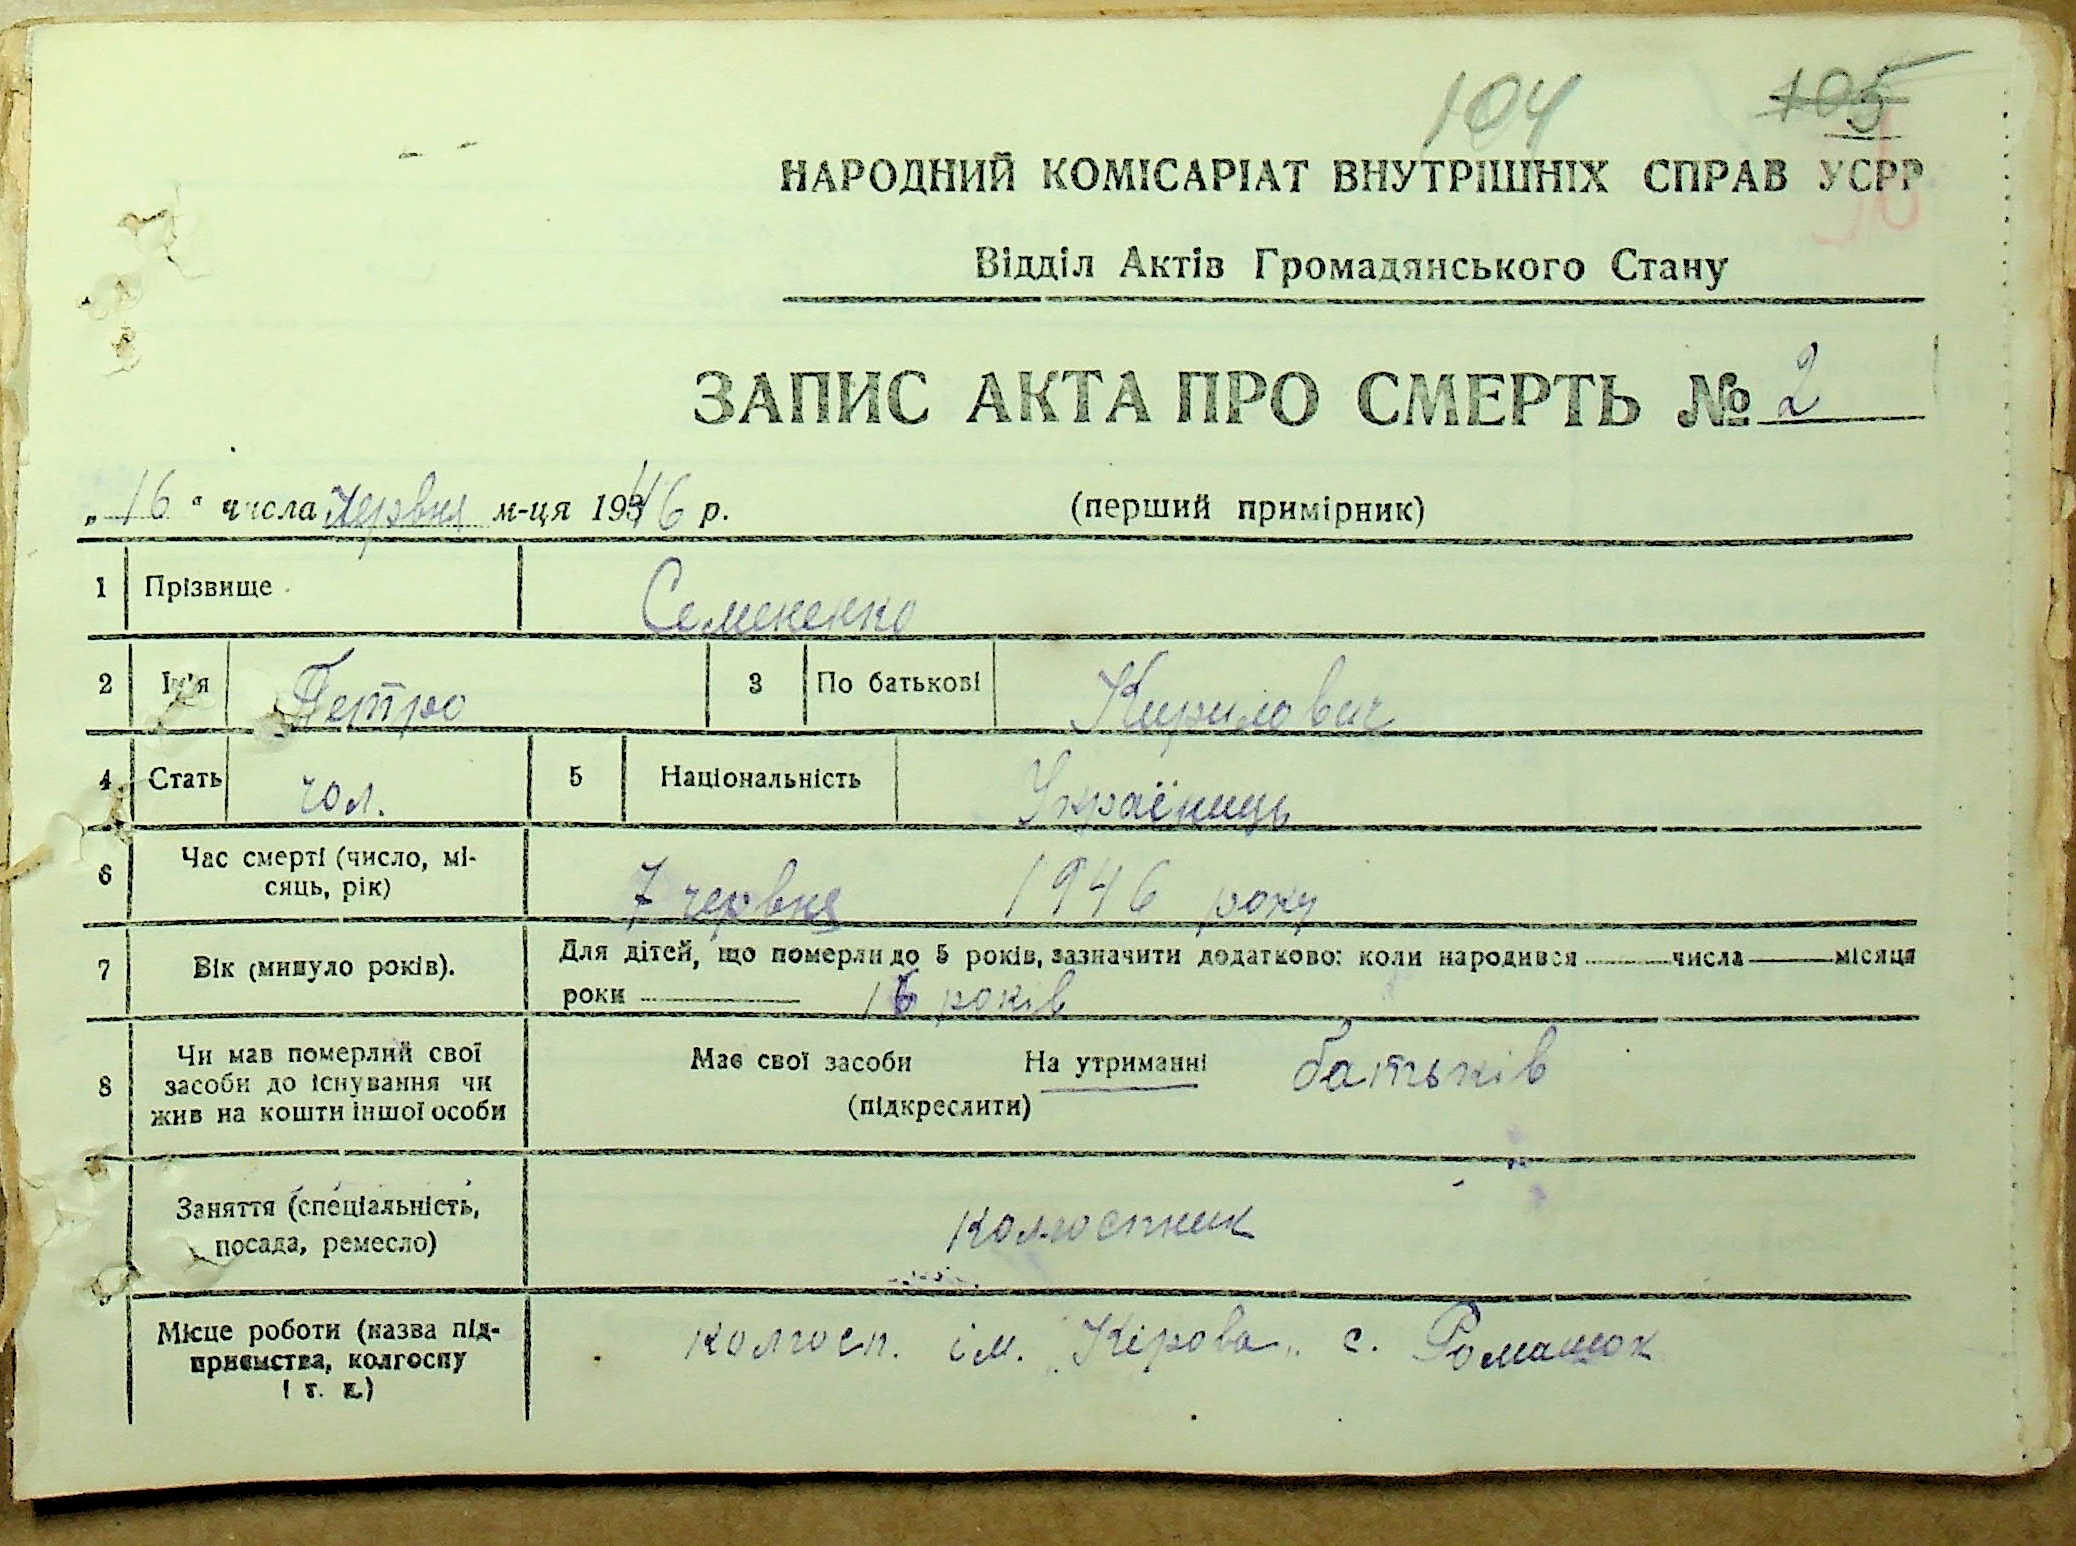 104 105
НАРОДНИЙ КОМІСАРІАТ ВНУТРІШНІХ СПРАВ УСРР
Відділ Актів Громадянського Стану
ЗАПИС АКТА ПРО СМЕРТЬ № 2
„ 16 “ числа Червня м-ця 1946 р. (перший примірник)
1 Прізвище Семененко
2 Ім'я Петро 3 По батькові Кирилович
4 Стать чол. 5 Національність Українець
6 Час смерті (число, мі-
сяць, рік) 7 червня 1946 року
7 Вік (минуло років). Для дітей, що померли до 5 років, зазначити додатково: коли народився числа місяця
роки 16 років
8 Чи мав померлий свої
засоби до існування чи
жив на кошти іншої особи
Має свої засоби На утриманні батьків
(підкреслити)
Заняття (спеціальність,
посада, ремесло) колгоспник
Місце роботи (назва під-
приємства, колгоспу
і т. і.) колгосп. ім. „Кірова„ с.